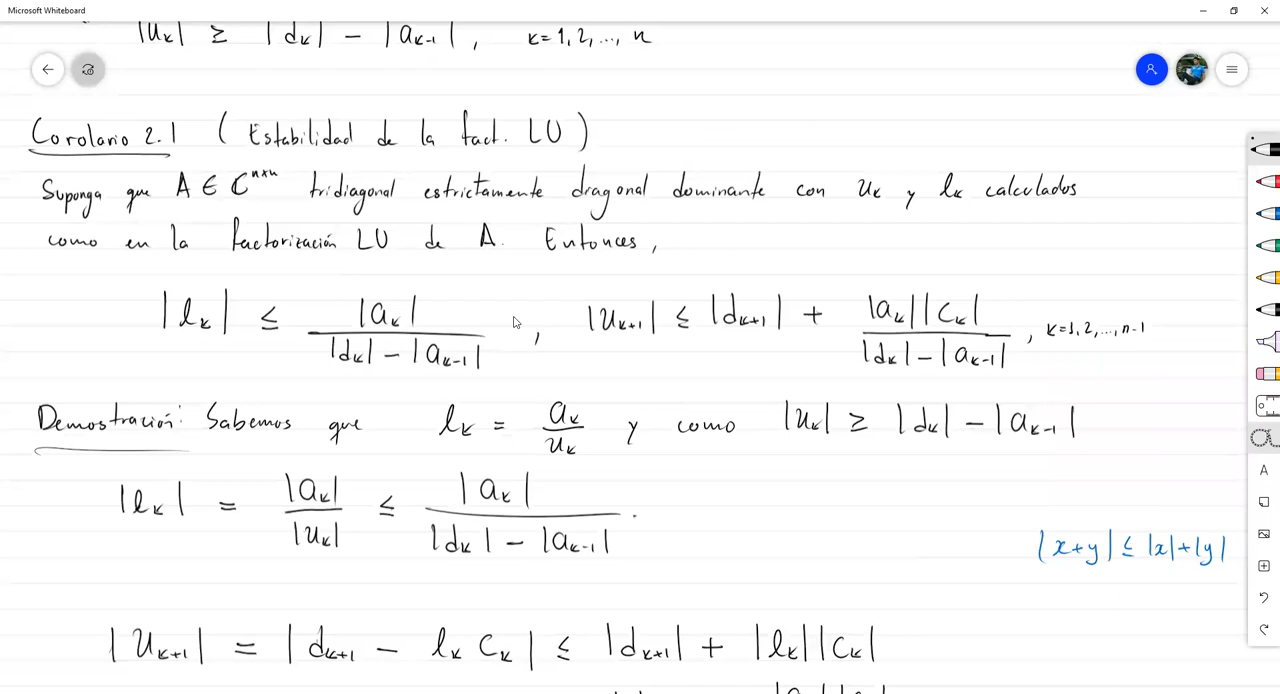 Microsoft Whiteboard
|u_k| ≥ |d_k| - |a_{k-1}|, k=1,2,...,n
Corolario 2.1 (Estabilidad de la fact. LU)
Suponga que A ∈ C^{n×n} tridiagonal estrictamente diagonal dominante con u_k y l_k calculados
como en la factorización LU de A. Entonces,
|l_k| ≤ |a_k| / (|d_k| - |a_{k-1}|), |u_{k+1}| ≤ |d_{k+1}| + |a_k||c_k| / (|d_k| - |a_{k-1}|), k=1,2,...,n-1
Demostración: Sabemos que l_k = a_k / u_k y como |u_k| ≥ |d_k| - |a_{k-1}|
|l_k| = |a_k| / |u_k| ≤ |a_k| / (|d_k| - |a_{k-1}|).
|x+y| ≤ |x|+|y|
|u_{k+1}| = |d_{k+1} - l_k c_k| ≤ |d_{k+1}| + |l_k||c_k|